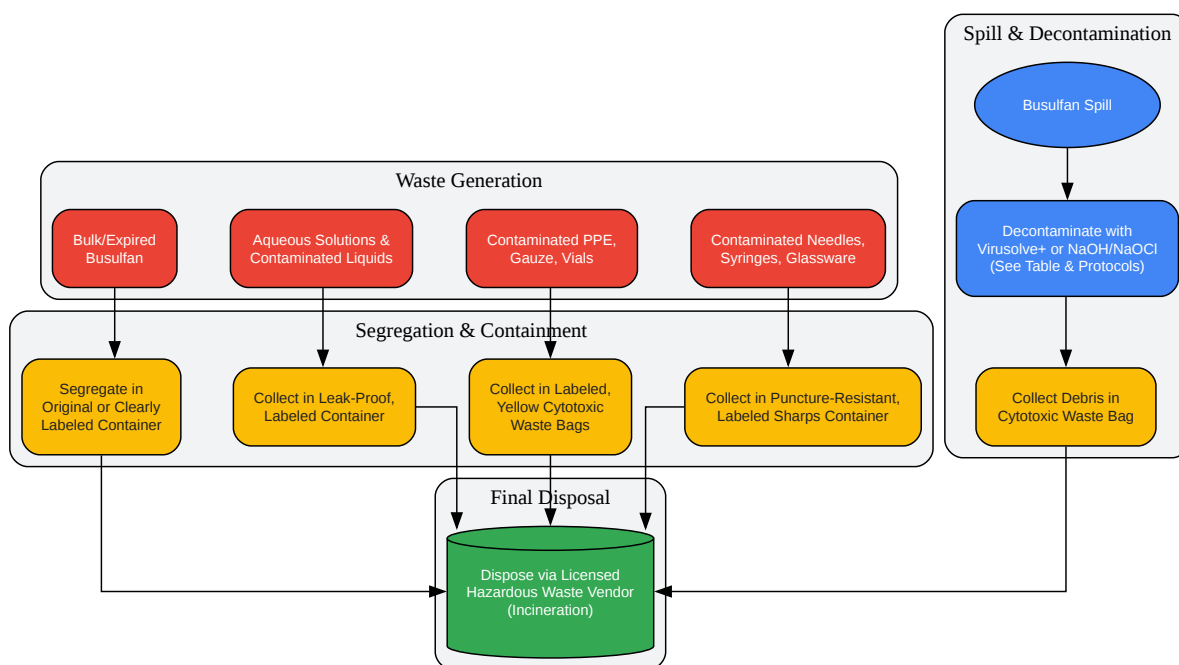 Spill & Decontamination
Busulfan Spill
Waste Generation
Bulk/Expired
Busulfan
Aqueous Solutions &
Contaminated Liquids
Contaminated PPE,
Gauze, Vials
Contaminated Needles,
Syringes, Glassware
Decontaminate with
Virusolve+ or NaOH/NaOCl
(See Table & Protocols)
Segregation & Containment
Segregate in
Original or Clearly
Labeled Container
Collect in Leak-Proof,
Labeled Container
Collect in Labeled,
Yellow Cytotoxic
Waste Bags
Collect in Puncture-Resistant,
Labeled Sharps Container
Collect Debris in
Cytotoxic Waste Bag
Final Disposal
Dispose via Licensed
Hazardous Waste Vendor
(Incineration)